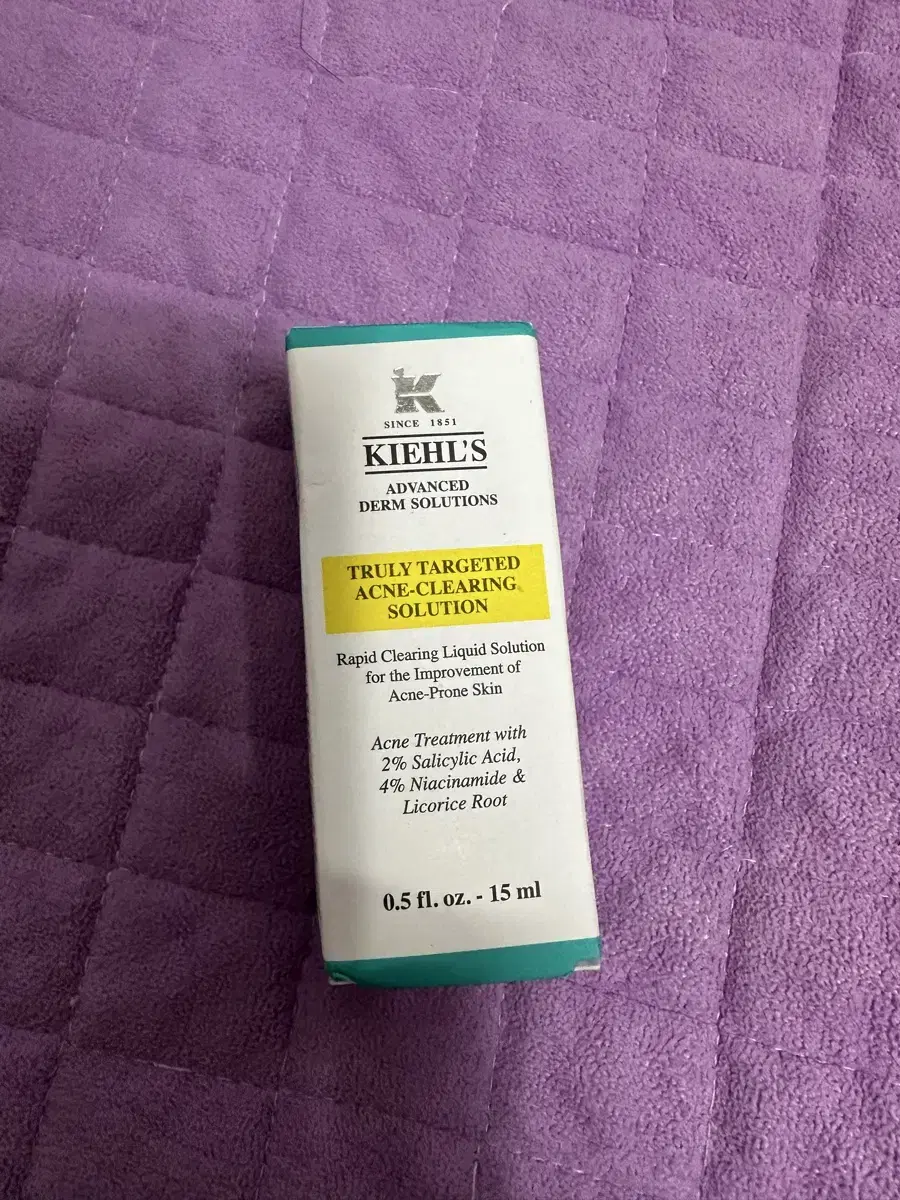 K
SINCE 1851
KIEHL'S
ADVANCED
DERM SOLUTIONS
TRULY TARGETED
ACNE-CLEARING
SOLUTION
Rapid Clearing Liquid Solution
for the Improvement of
Acne-Prone Skin
Acne Treatment with
2% Salicylic Acid,
4% Niacinamide &
Licorice Root
0.5 fl. oz. - 15 ml